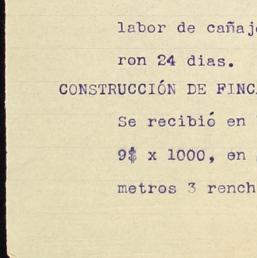 labor de cañaj
ron 24 dias.
CONSTRUCCIÓN DE FINC
Se recibió en
9$ x 1000, en
metros 3 rench